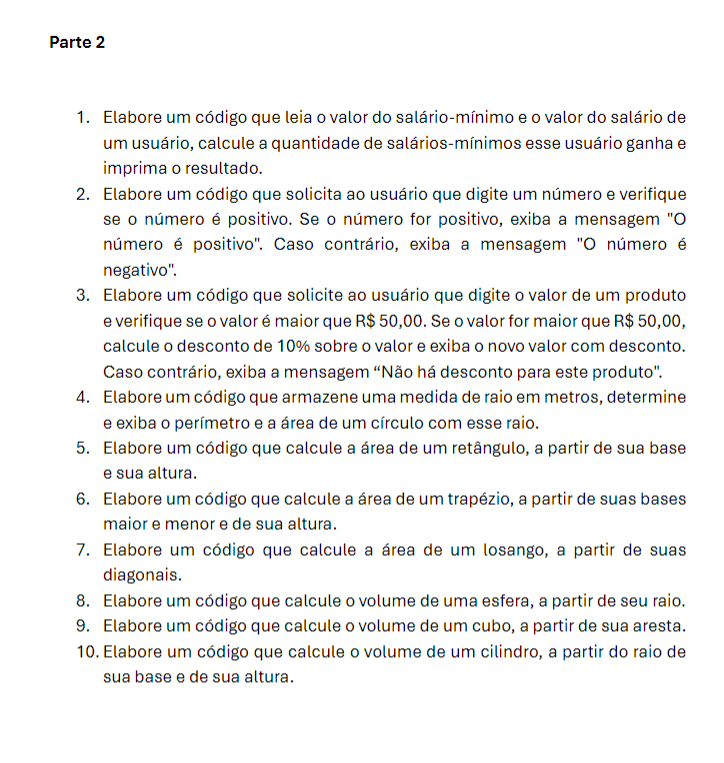 Parte 2
1. Elabore um código que leia o valor do salário-mínimo e o valor do salário de
um usuário, calcule a quantidade de salários-mínimos esse usuário ganha e
imprima o resultado.
2. Elabore um código que solicita ao usuário que digite um número e verifique
se o número é positivo. Se o número for positivo, exiba a mensagem "O
número é positivo". Caso contrário, exiba a mensagem "O número é
negativo".
3. Elabore um código que solicite ao usuário que digite o valor de um produto
e verifique se o valor é maior que R$ 50,00. Se o valor for maior que R$ 50,00,
calcule o desconto de 10% sobre o valor e exiba o novo valor com desconto.
Caso contrário, exiba a mensagem “Não há desconto para este produto".
4. Elabore um código que armazene uma medida de raio em metros, determine
e exiba o perímetro e a área de um círculo com esse raio.
5. Elabore um código que calcule a área de um retângulo, a partir de sua base
e sua altura.
6. Elabore um código que calcule a área de um trapézio, a partir de suas bases
maior e menor e de sua altura.
7. Elabore um código que calcule a área de um losango, a partir de suas
diagonais.
8. Elabore um código que calcule o volume de uma esfera, a partir de seu raio.
9. Elabore um código que calcule o volume de um cubo, a partir de sua aresta.
10. Elabore um código que calcule o volume de um cilindro, a partir do raio de
sua base e de sua altura.